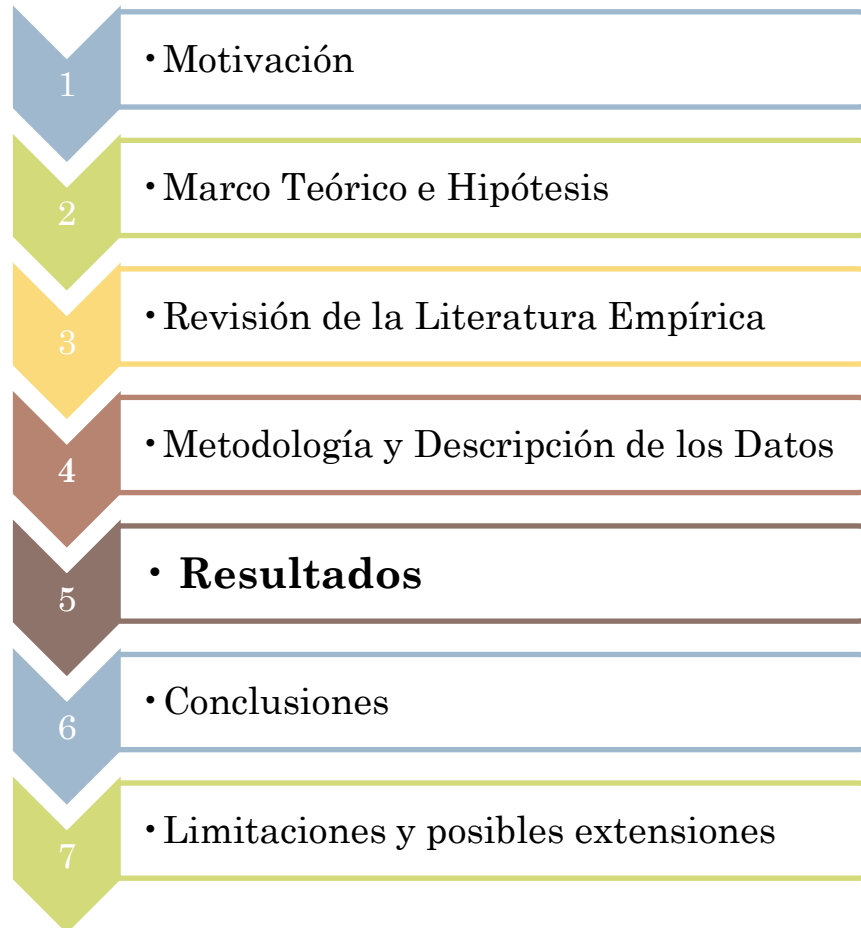 1
• Motivación
2
• Marco Teórico e Hipótesis
3
• Revisión de la Literatura Empírica
4
• Metodología y Descripción de los Datos
5
• Resultados
6
• Conclusiones
7
• Limitaciones y posibles extensiones